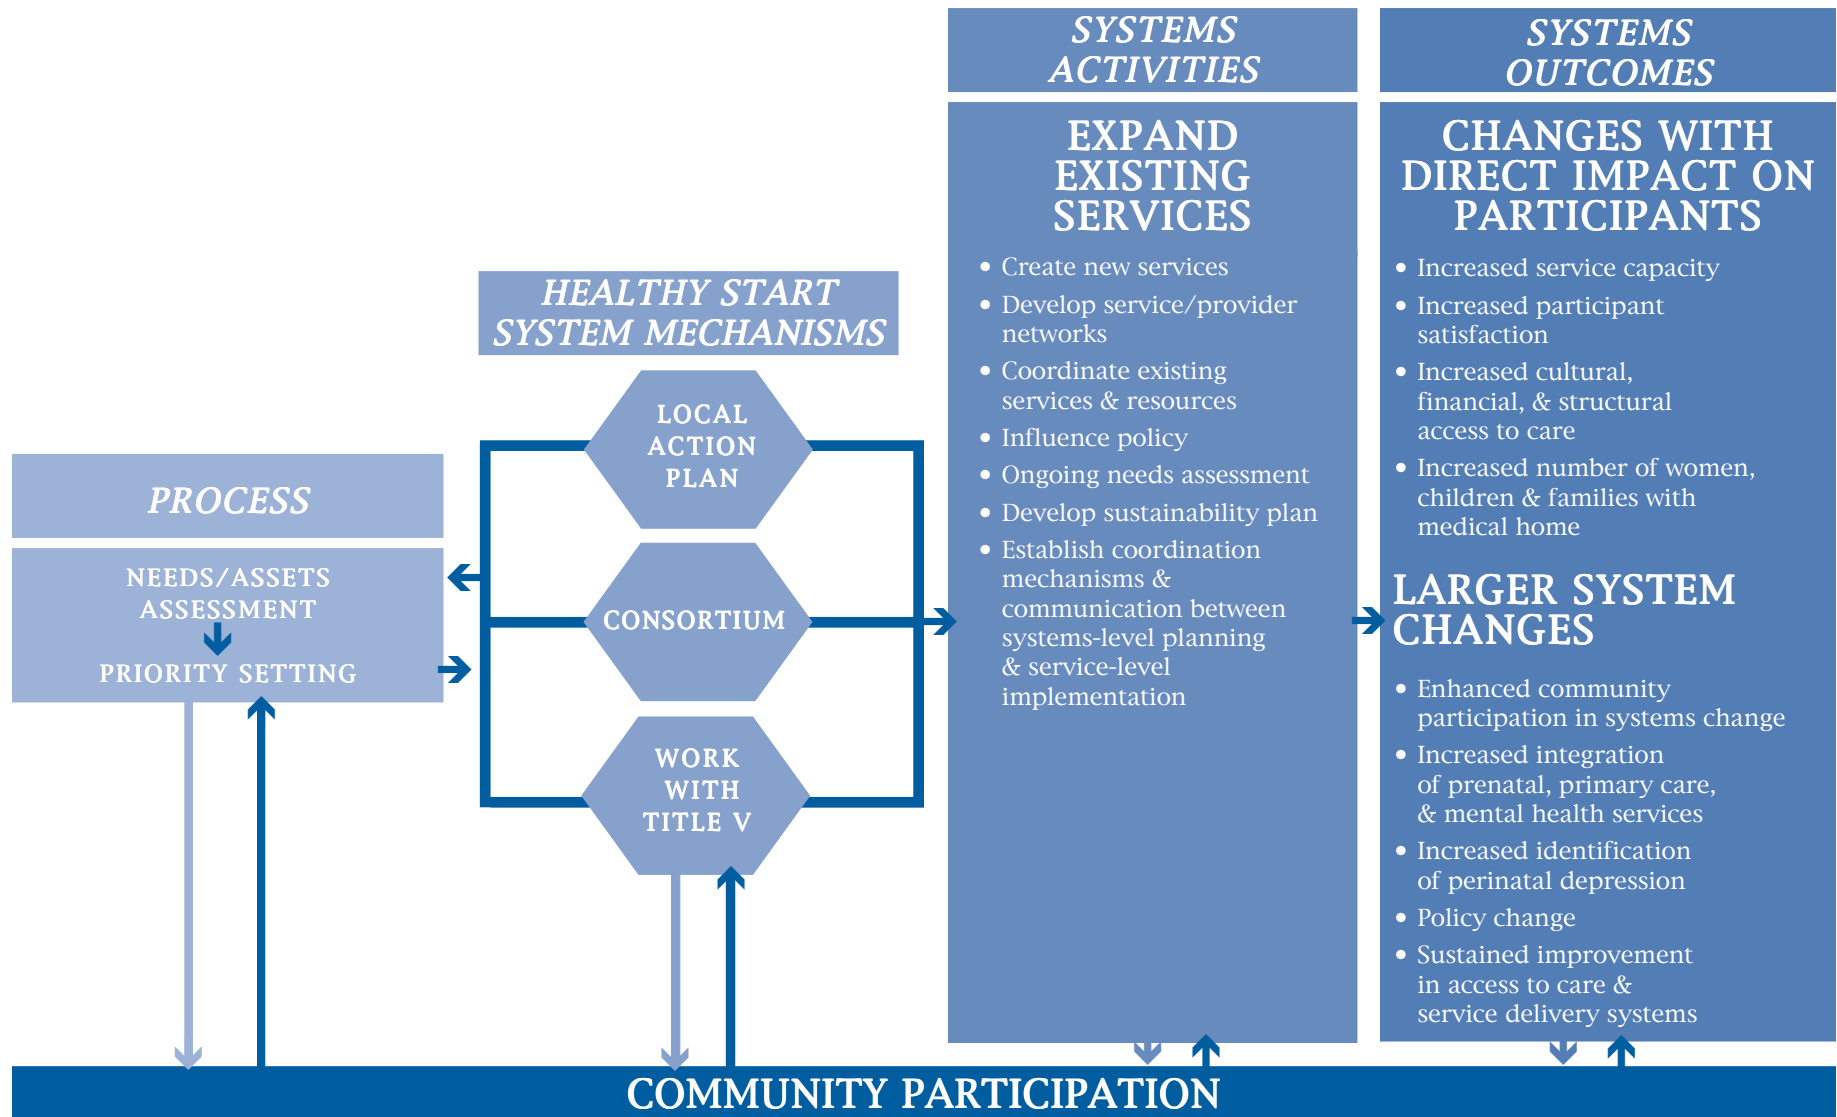 PROCESS
NEEDS/ASSETS
ASSESSMENT
PRIORITY SETTING
HEALTHY START
SYSTEM MECHANISMS
LOCAL
ACTION
PLAN
CONSORTIUM
WORK
WITH
TITLE V
SYSTEMS
ACTIVITIES
EXPAND
EXISTING
SERVICES
• Create new services
• Develop service/provider
networks
• Coordinate existing
services & resources
• Influence policy
• Ongoing needs assessment
• Develop sustainability plan
• Establish coordination
mechanisms &
communication between
systems-level planning
& service-level
implementation
SYSTEMS
OUTCOMES
CHANGES WITH
DIRECT IMPACT ON
PARTICIPANTS
• Increased service capacity
• Increased participant
satisfaction
• Increased cultural,
financial, & structural
access to care
• Increased number of women,
children & families with
medical home
LARGER SYSTEM
CHANGES
• Enhanced community
participation in systems change
• Increased integration
of prenatal, primary care,
& mental health services
• Increased identification
of perinatal depression
• Policy change
• Sustained improvement
in access to care &
service delivery systems
COMMUNITY PARTICIPATION